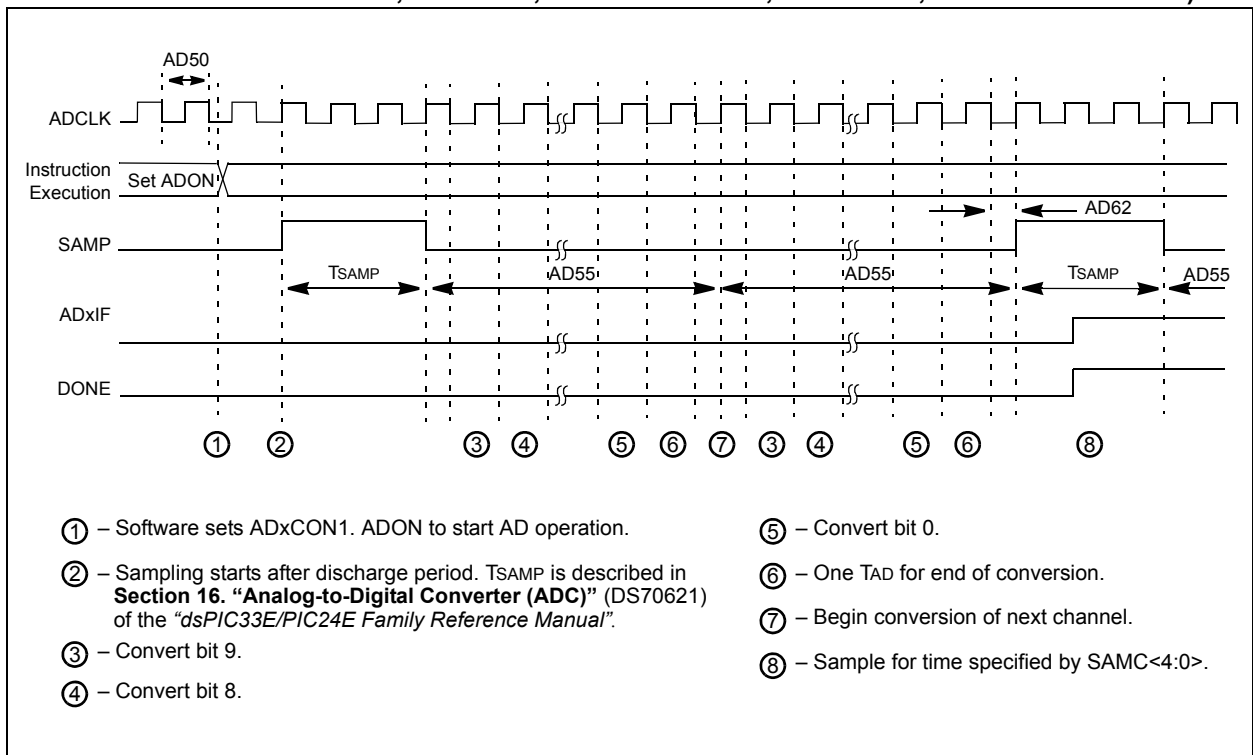 AD50
ADCLK
Instruction
Execution
Set ADON
AD62
SAMP
TSAMP
AD55
AD55
TSAMP
AD55
ADxIF
DONE
1 2 3 4 5 6 7 3 4 5 6 8
1 – Software sets ADxCON1. ADON to start AD operation.
2 – Sampling starts after discharge period. TSAMP is described in
Section 16. “Analog-to-Digital Converter (ADC)” (DS70621)
of the “dsPIC33E/PIC24E Family Reference Manual”.
3 – Convert bit 9.
4 – Convert bit 8.
5 – Convert bit 0.
6 – One TAD for end of conversion.
7 – Begin conversion of next channel.
8 – Sample for time specified by SAMC<4:0>.